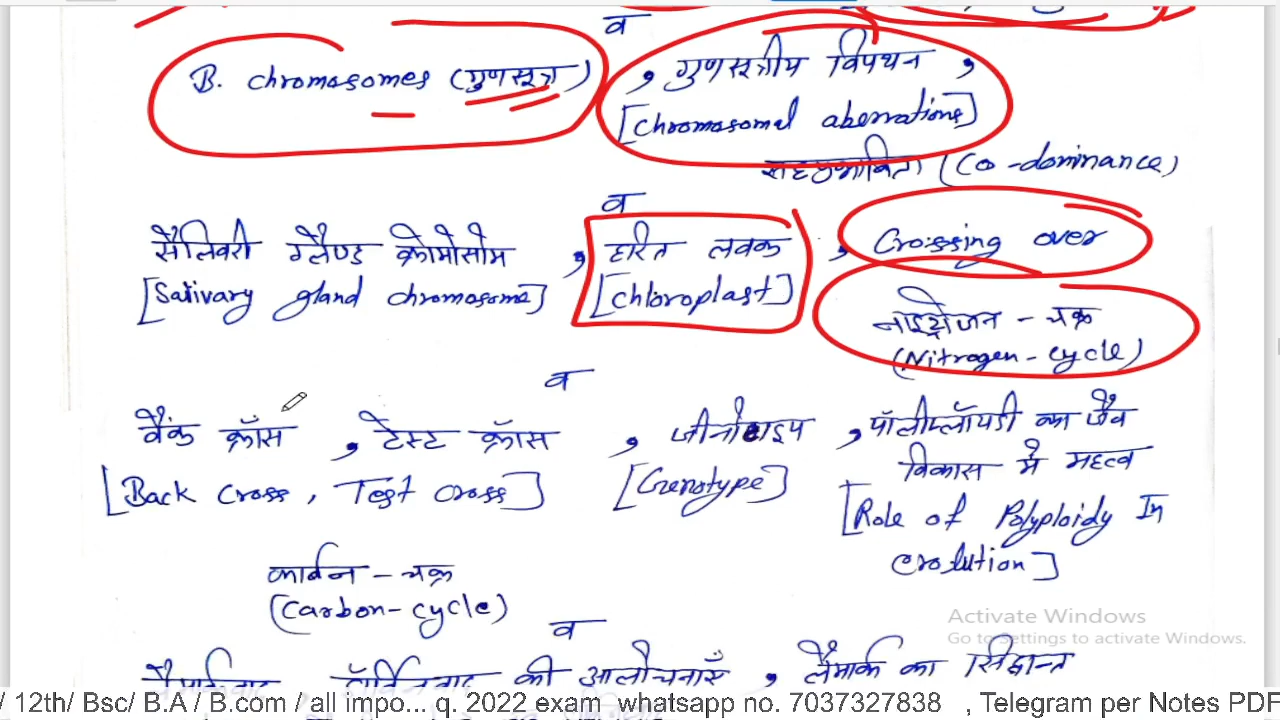 व
B. chromosomes (गुणसूत्र) , गुणसूत्रीय विपथन ,
[chromosomal aberrations]
सहप्रभाविता (Co-dominance)
व
सैलिवरी ग्लैण्ड क्रोमोसोम , हरित लवक , Crossing over
[Salivary gland chromosome] [chloroplast]
नाइट्रोजन - चक्र
(Nitrogen - cycle)
व
बैंक क्रॉस , टेस्ट क्रॉस , जीनोटाइप , पॉलीप्लॉयडी का जैव
विकास में महत्व
[Back cross, Test cross] [Genotype]
[Role of Polyploidy In
evolution]
कार्बन - चक्र
(Carbon-cycle)
व
की आलोचनाएँ , लैमार्क का सिद्धान्त
Activate Windows
Go to Settings to activate Windows.
/ 12th/ Bsc/ B.A / B.com / all impo... q. 2022 exam whatsapp no. 7037327838 , Telegram per Notes PDF